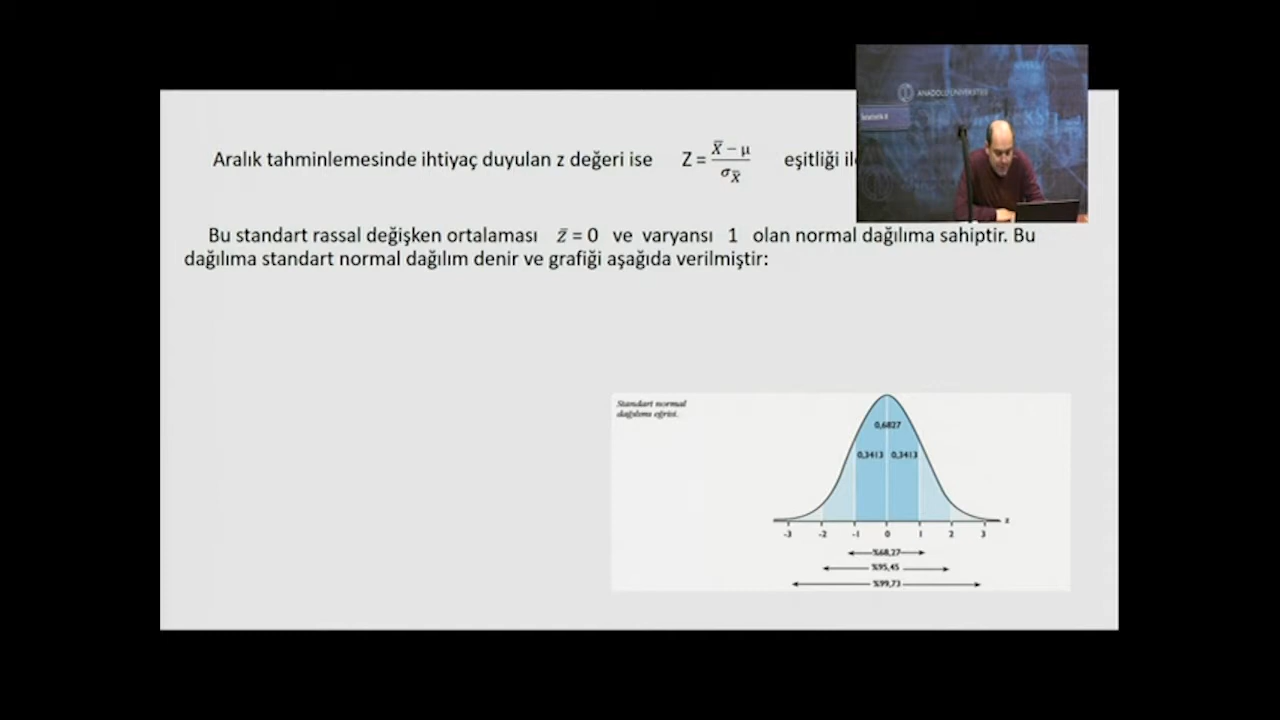 ANADOLU ÜNİVERSİTESİ
İstatistik II
Aralık tahminlemesinde ihtiyaç duyulan z değeri ise Z = X̅ − μ / σX̅ eşitliği
Bu standart rassal değişken ortalaması z̅ = 0 ve varyansı 1 olan normal dağılıma sahiptir. Bu
dağılıma standart normal dağılım denir ve grafiği aşağıda verilmiştir:
Standart normal
dağılımı eğrisi.
0,6827
0,3413 0,3413
z
-3 -2 -1 0 1 2 3
%68,27
%95,45
%99,73